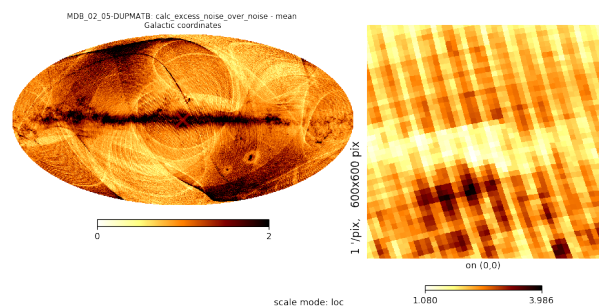 MDB_02_05-DUPMATB: calc_excess_noise_over_noise - mean
Galactic coordinates
0 2
1 '/pix, 600x600 pix
on (0,0)
1.080 3.986
scale mode: loc